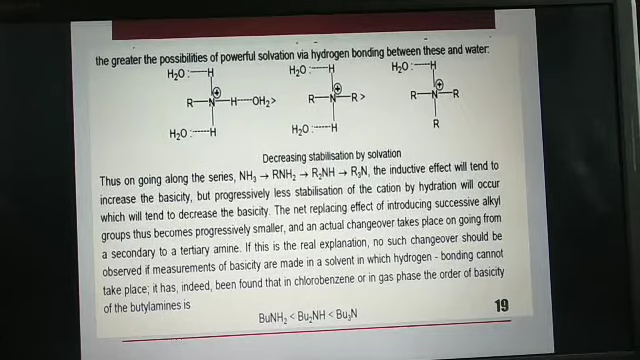 the greater the possibilities of powerful solvation via hydrogen bonding between these and water:
H₂O :-----H H₂O :-----H H₂O :-----H
R—N—H-----OH₂> R—N—R > R—N—R
⊕ ⊕ ⊕
H₂O :------H H₂O :------H R
Decreasing stabilisation by solvation
Thus on going along the series, NH₃ → RNH₂ → R₂NH → R₃N, the inductive effect will tend to
increase the basicity, but progressively less stabilisation of the cation by hydration will occur
which will tend to decrease the basicity. The net replacing effect of introducing successive alkyl
groups thus becomes progressively smaller, and an actual changeover takes place on going from
a secondary to a tertiary amine. If this is the real explanation, no such changeover should be
observed if measurements of basicity are made in a solvent in which hydrogen - bonding cannot
take place; it has, indeed, been found that in chlorobenzene or in gas phase the order of basicity
of the butylamines is
BuNH₂ < Bu₂NH < Bu₃N
19